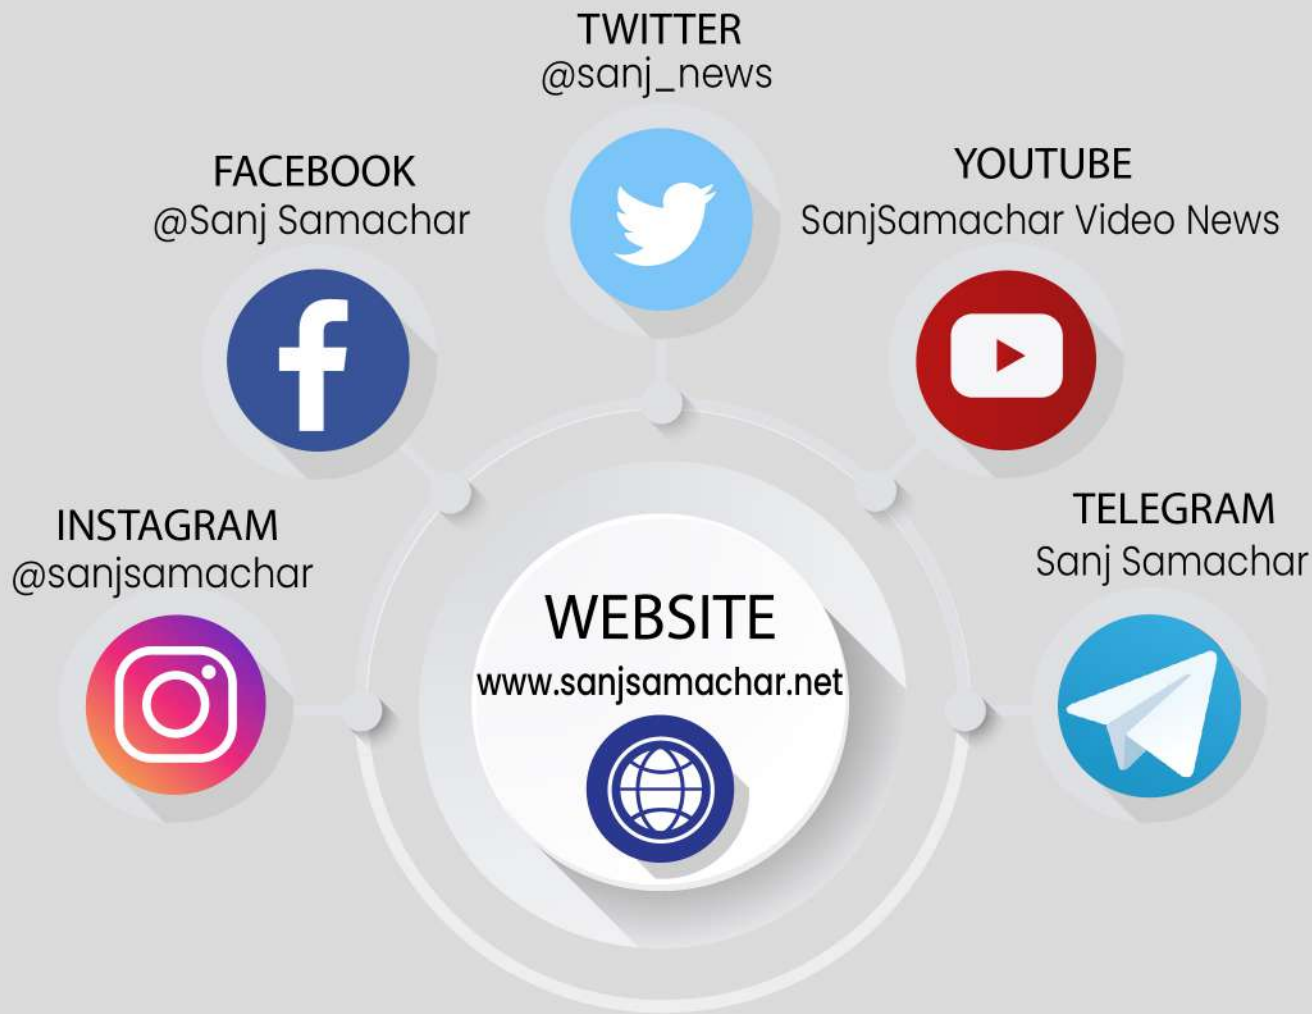 TWITTER
@sanj_news
FACEBOOK
@Sanj Samachar
YOUTUBE
SanjSamachar Video News
INSTAGRAM
@sanjsamachar
TELEGRAM
Sanj Samachar
WEBSITE
www.sanjsamachar.net